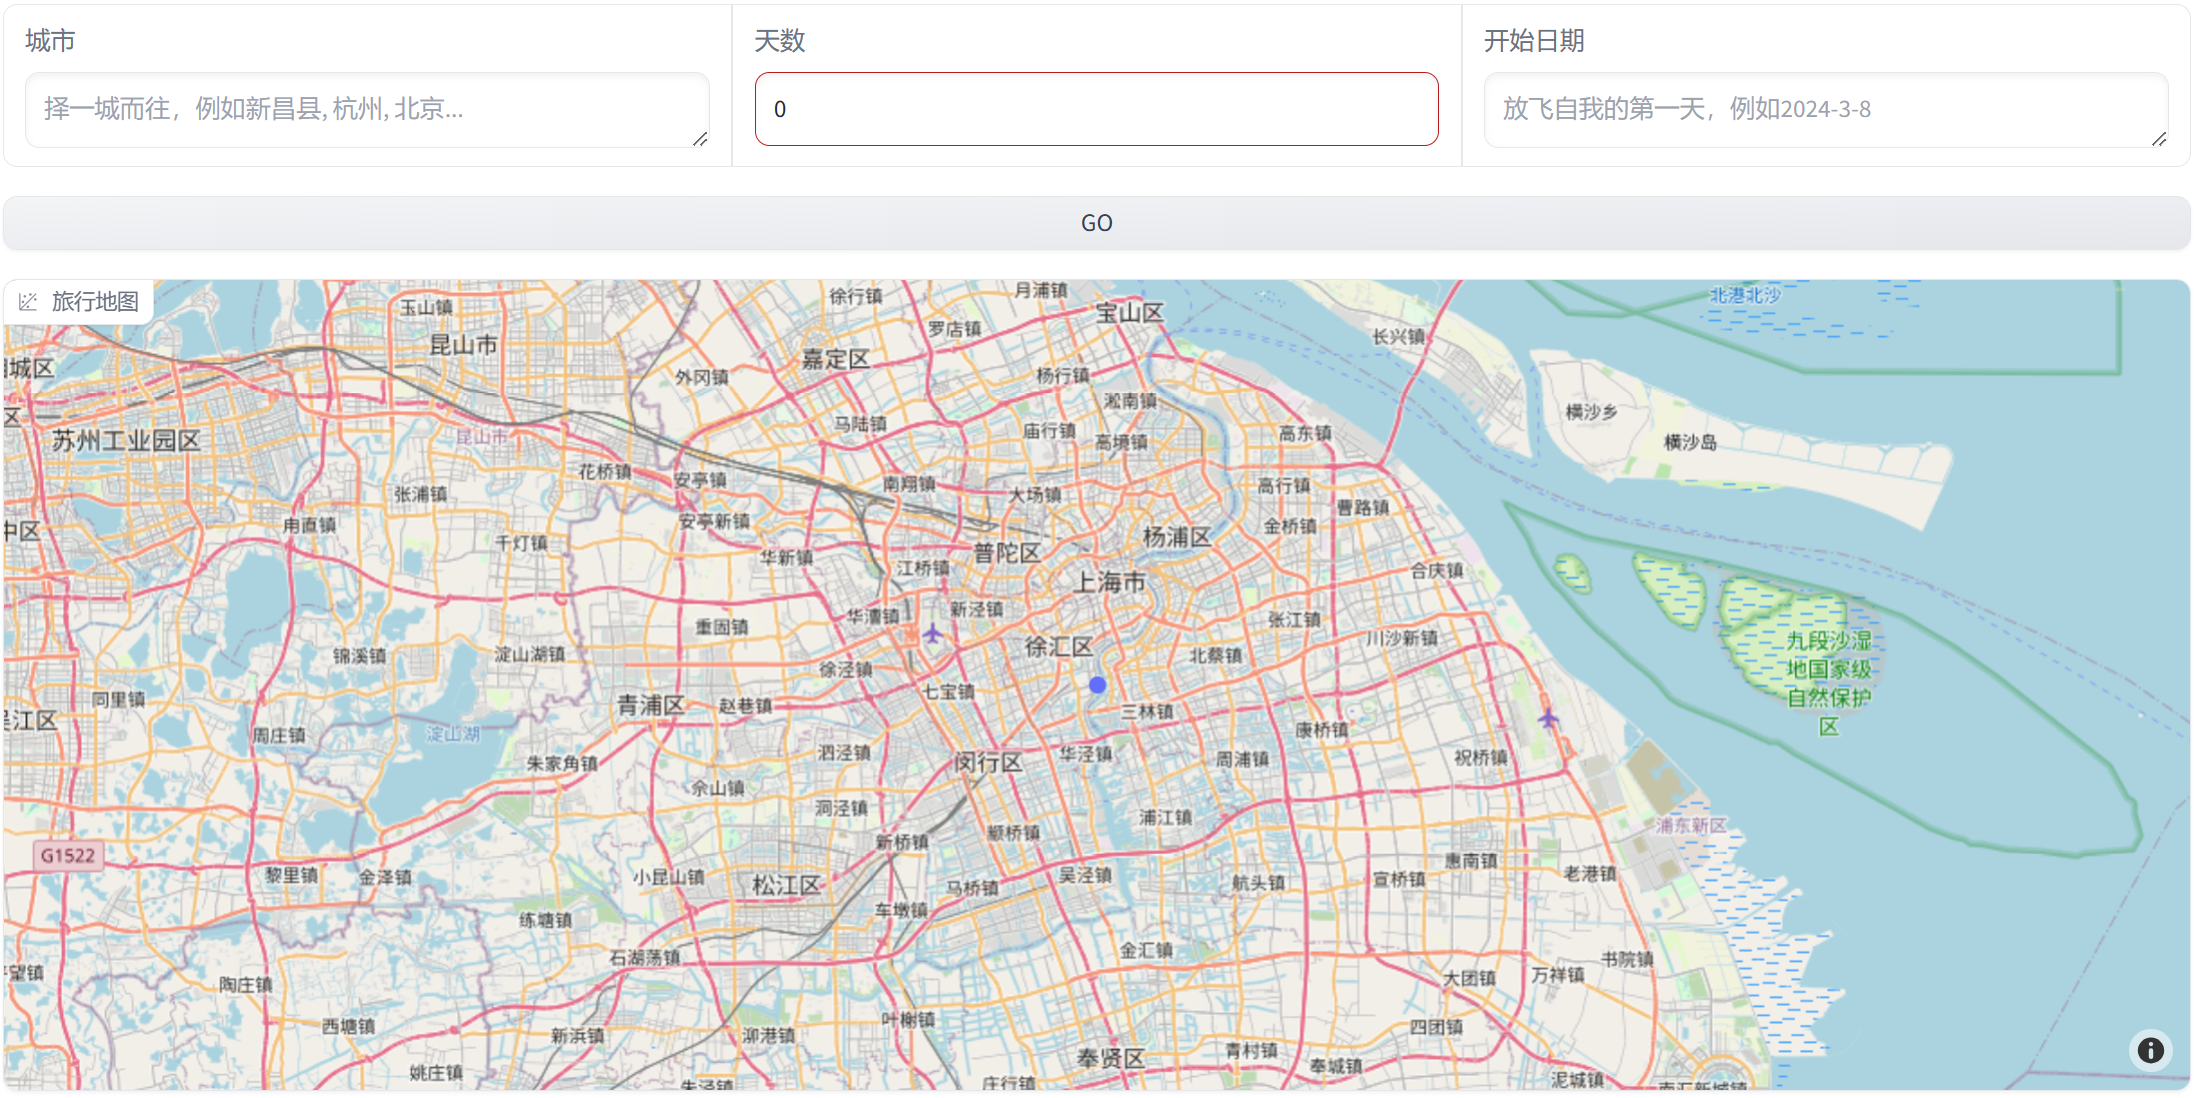 城市
天数
开始日期
择一城而往，例如新昌县, 杭州, 北京...
0
放飞自我的第一天，例如2024-3-8
GO
旅行地图
玉山镇
徐行镇
月浦镇
宝山区
北港北沙
罗店镇
长兴镇
昆山市
嘉定区
城区
外冈镇
杨行镇
淞南镇
横沙乡
区
马陆镇
庙行镇
高境镇
高东镇
横沙岛
苏州工业园区
昆山市
花桥镇
安亭镇
南翔镇
大场镇
高行镇
张浦镇
曹路镇
甪直镇
安亭新镇
金桥镇
中区
千灯镇
华新镇
普陀区
杨浦区
江桥镇
上海市
合庆镇
华漕镇
新泾镇
张江镇
重固镇
川沙新镇
九段沙湿
地国家级
自然保护
区
锦溪镇
淀山湖镇
徐泾镇
徐汇区
北蔡镇
同里镇
青浦区
赵巷镇
七宝镇
三林镇
吴江区
周庄镇
淀山湖
康桥镇
朱家角镇
泗泾镇
闵行区
华泾镇
周浦镇
祝桥镇
佘山镇
洞泾镇
浦江镇
浦东新区
新桥镇
颛桥镇
G1522
惠南镇
黎里镇
金泽镇
小昆山镇
松江区
马桥镇
吴泾镇
航头镇
宣桥镇
老港镇
练塘镇
车墩镇
石湖荡镇
金汇镇
书院镇
望镇
陶庄镇
大团镇
万祥镇
西塘镇
新浜镇
泖港镇
叶榭镇
四团镇
姚庄镇
奉贤区
青村镇
奉城镇
朱泾镇
庄行镇
泥城镇
南汇新城镇